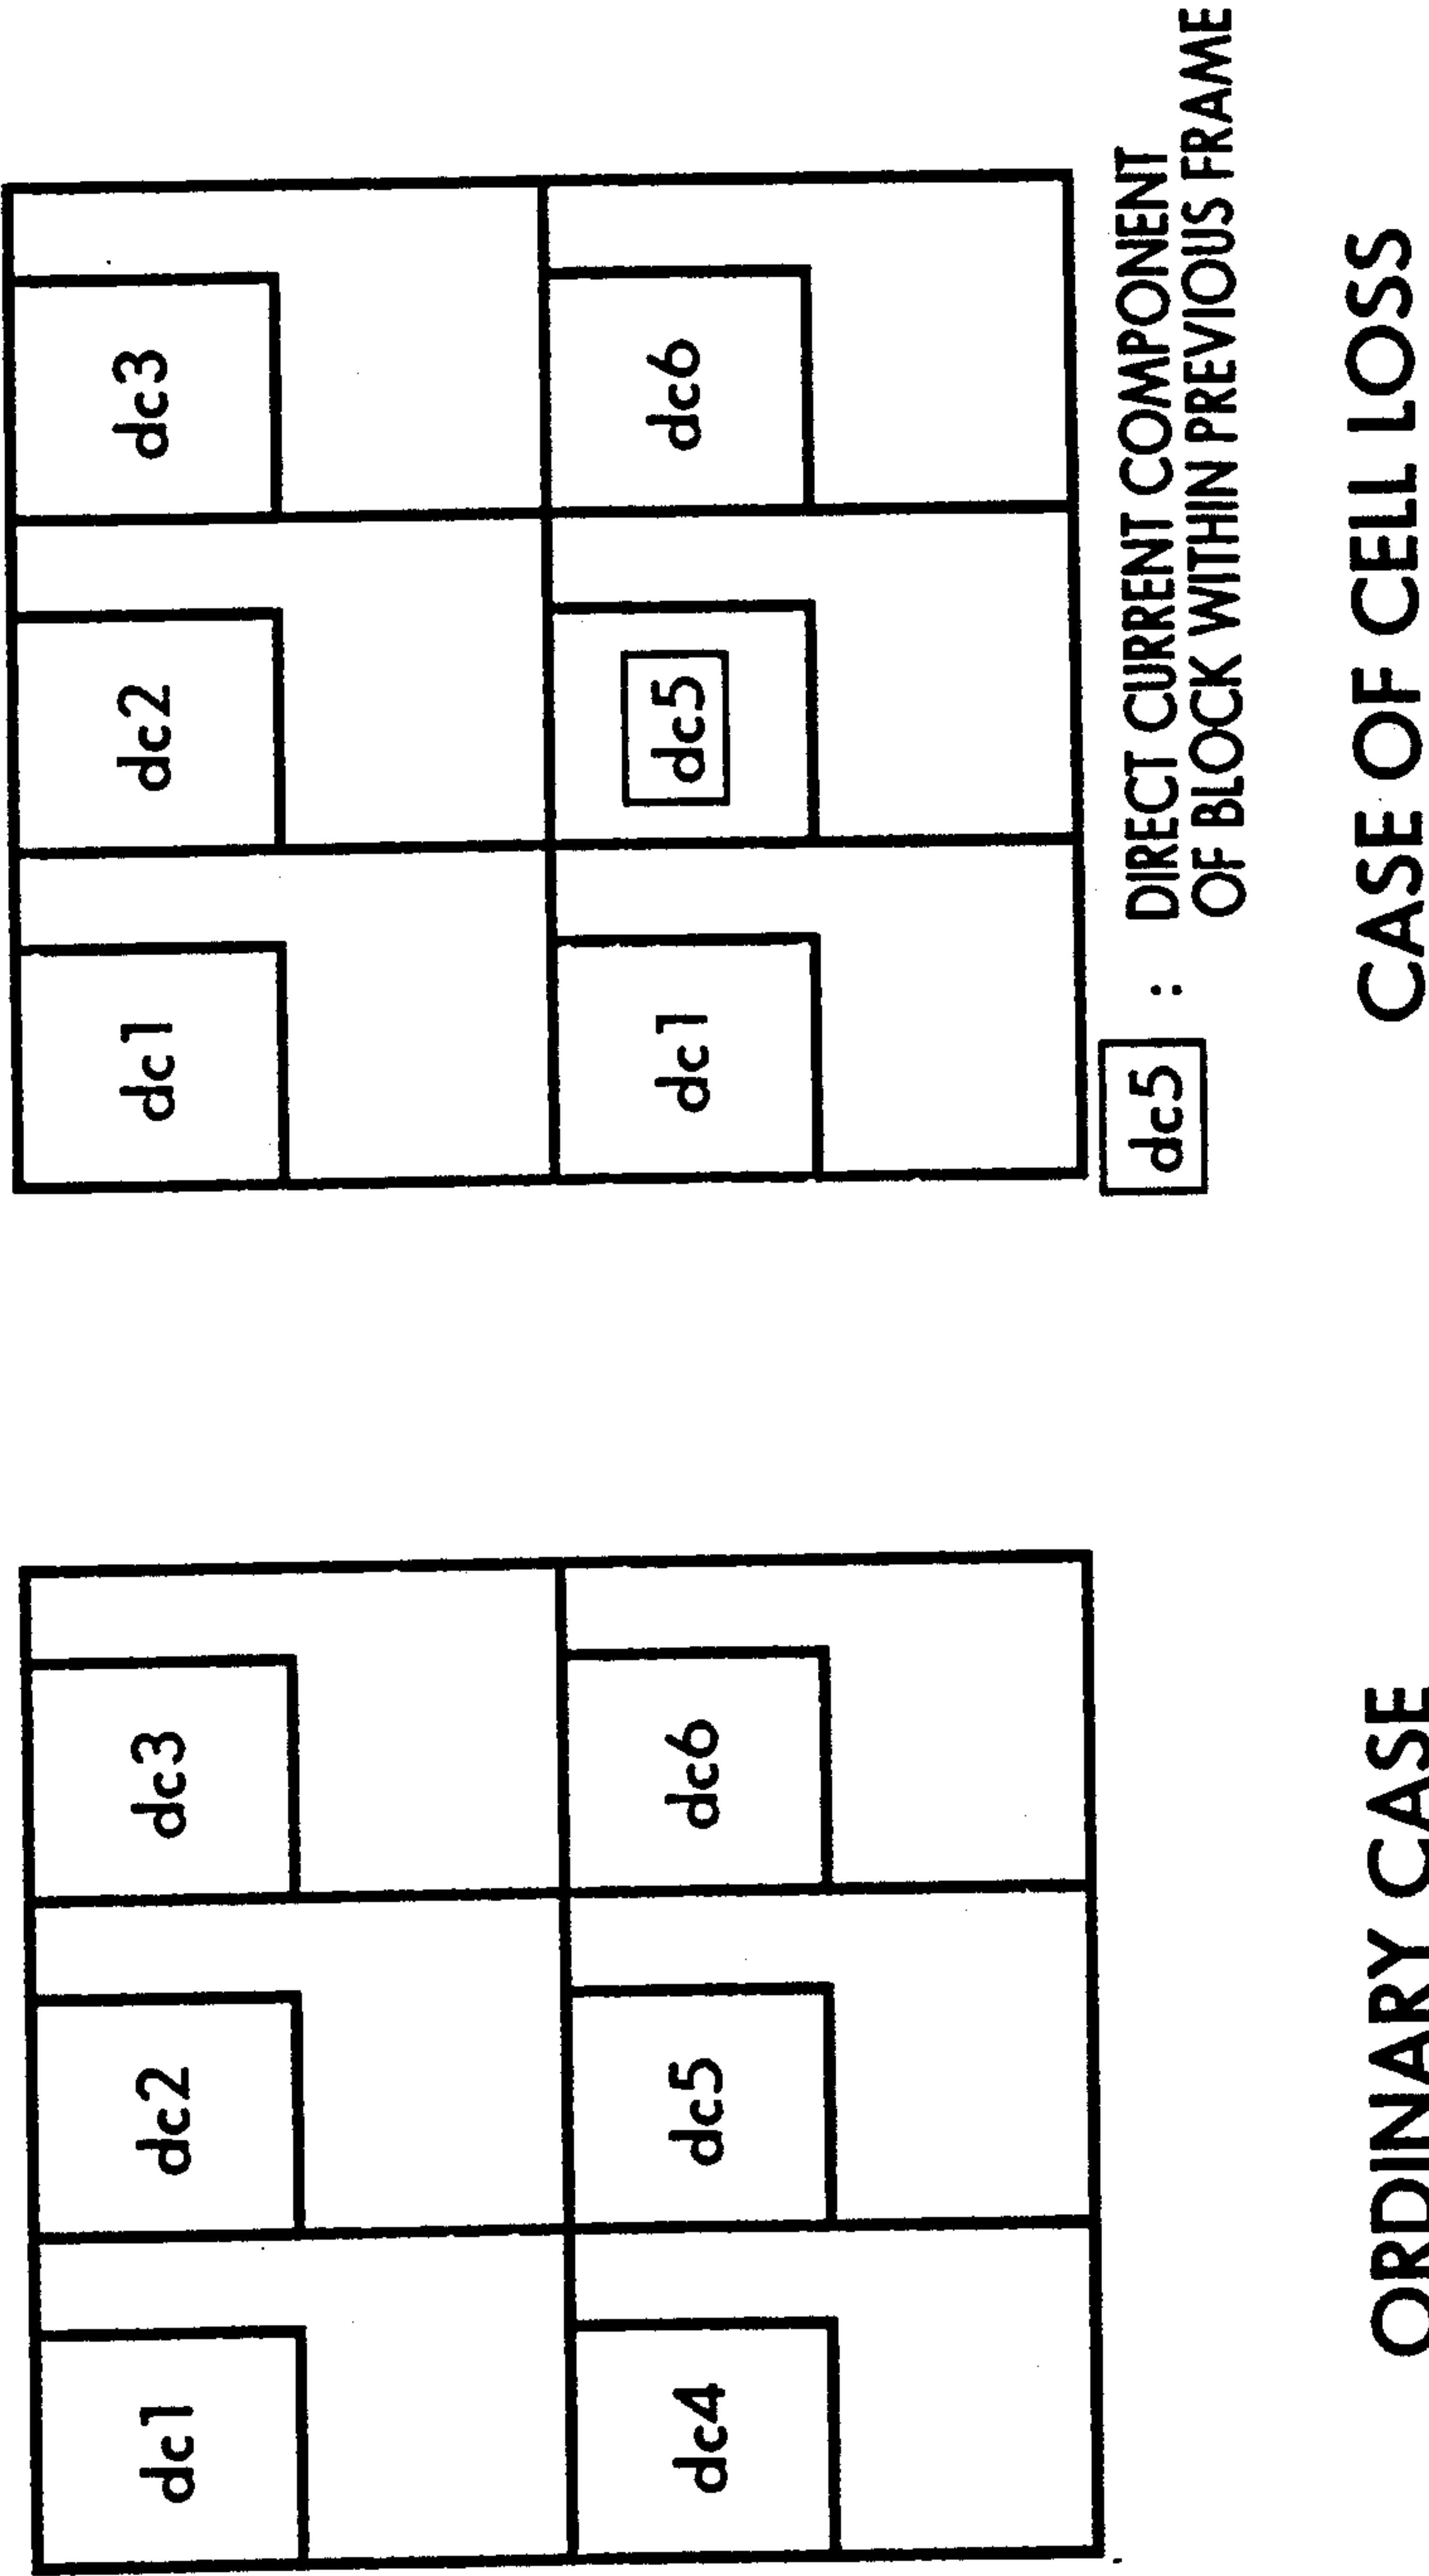 dc1 dc2 dc3
dc4 dc5 dc6
ORDINARY CASE
dc1 dc2 dc3
dc1 dc5 dc6
dc5 : DIRECT CURRENT COMPONENT
OF BLOCK WITHIN PREVIOUS FRAME
CASE OF CELL LOSS